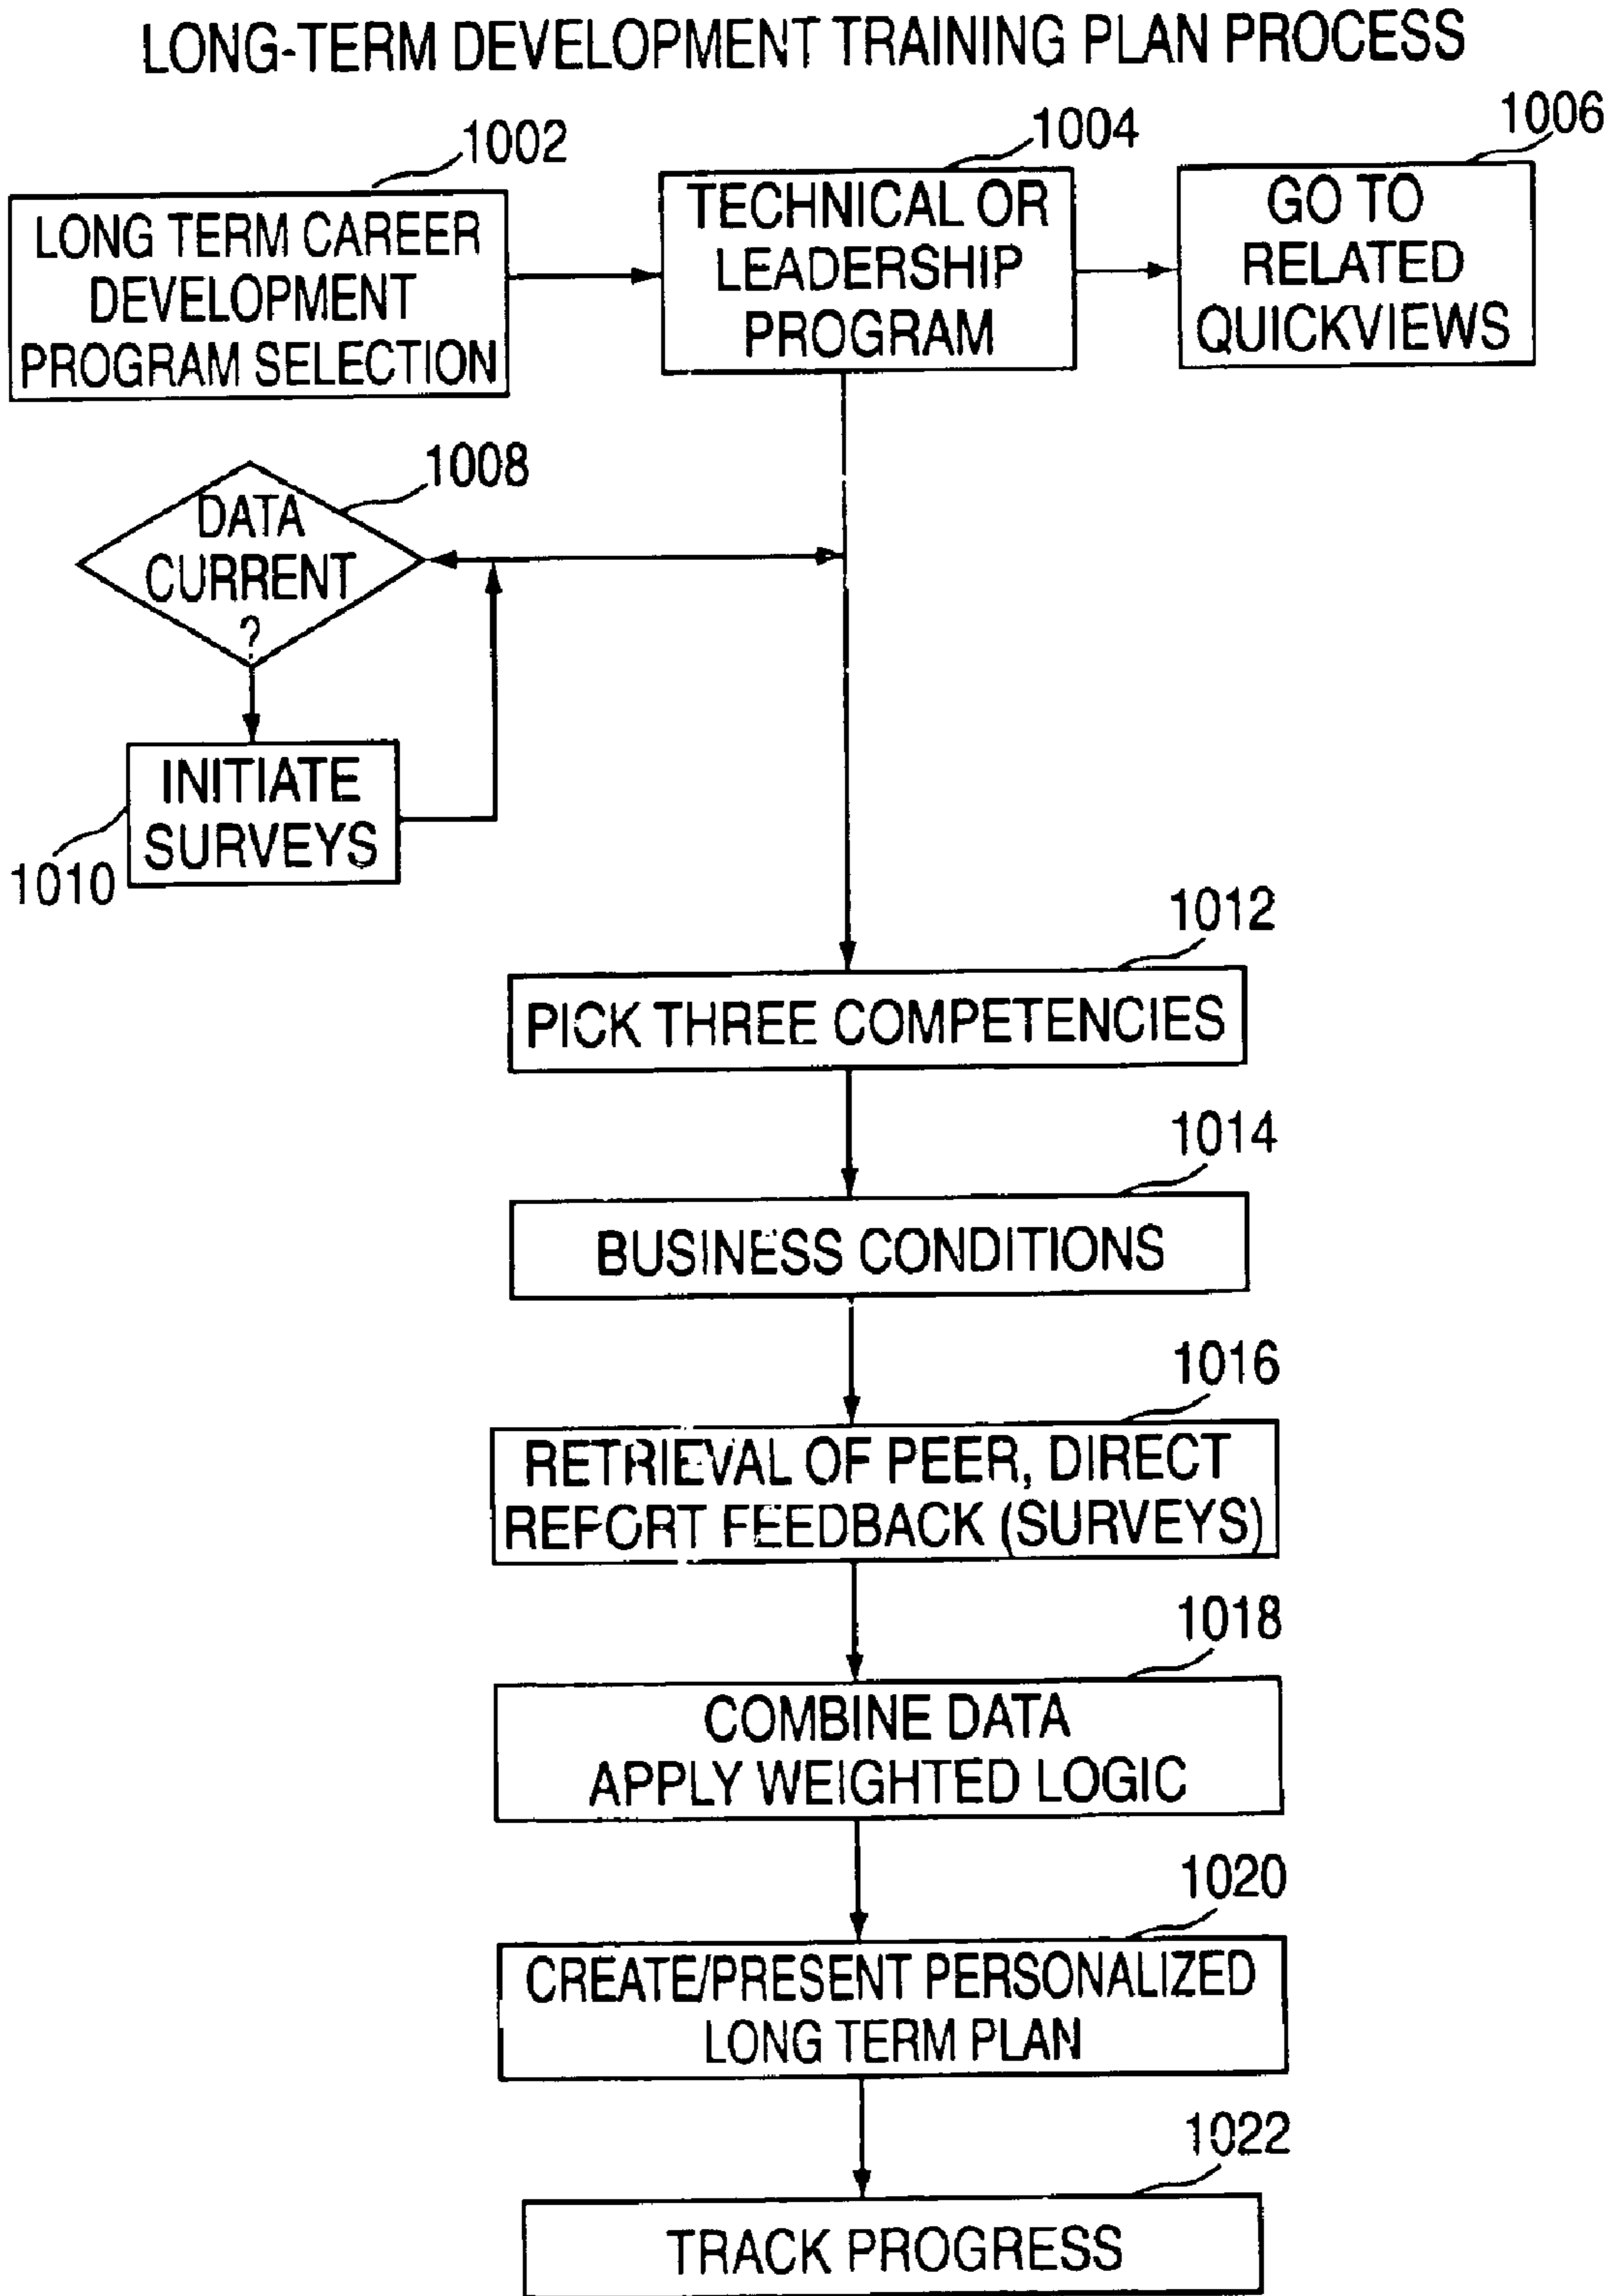 LONG-TERM DEVELOPMENT TRAINING PLAN PROCESS
1002
LONG TERM CAREER
DEVELOPMENT
PROGRAM SELECTION
1004
TECHNICAL OR
LEADERSHIP
PROGRAM
1006
GO TO
RELATED
QUICKVIEWS
1008
DATA
CURRENT
?
INITIATE
SURVEYS
1010
1012
PICK THREE COMPETENCIES
1014
BUSINESS CONDITIONS
1016
RETRIEVAL OF PEER, DIRECT
REPORT FEEDBACK (SURVEYS)
1018
COMBINE DATA
APPLY WEIGHTED LOGIC
1020
CREATE/PRESENT PERSONALIZED
LONG TERM PLAN
1022
TRACK PROGRESS